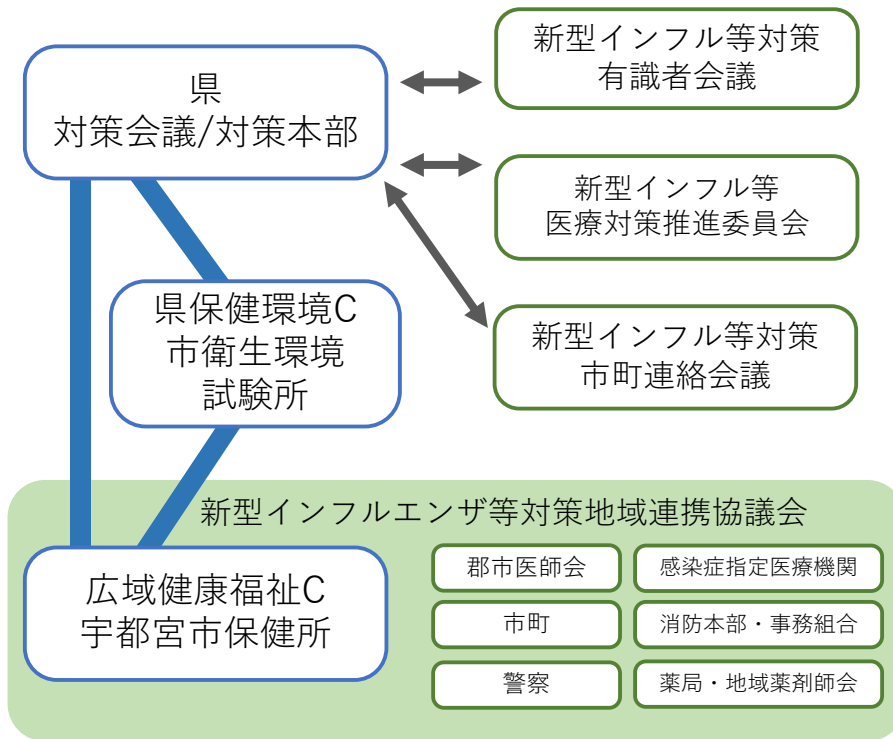 県
対策会議/対策本部
新型インフル等対策
有識者会議
新型インフル等
医療対策推進委員会
新型インフル等対策
市町連絡会議
県保健環境C
市衛生環境
試験所
新型インフルエンザ等対策地域連携協議会
広域健康福祉C
宇都宮市保健所
郡市医師会
感染症指定医療機関
市町
消防本部・事務組合
警察
薬局・地域薬剤師会